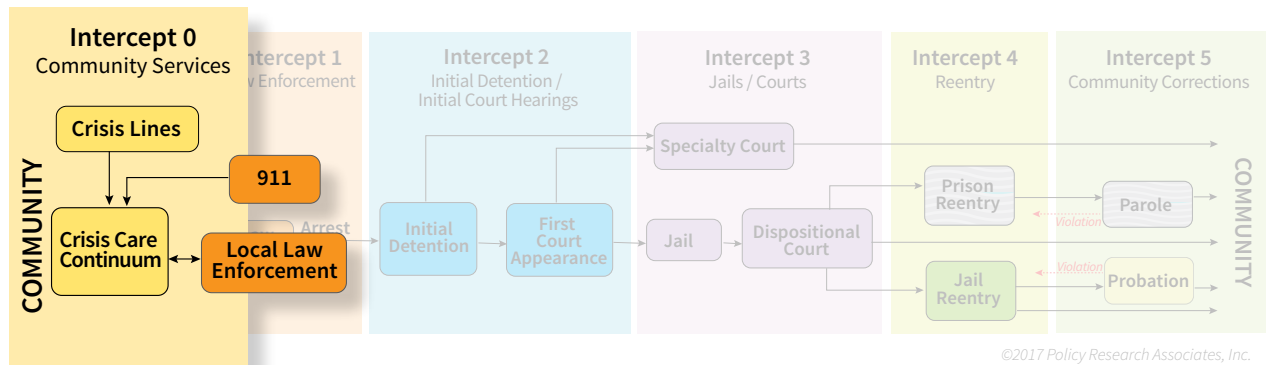 Intercept 0
Community Services
Crisis Lines
911
Crisis Care
Continuum
Local Law
Enforcement
COMMUNITY
ntercept 1
w Enforcement
Arrest
Intercept 2
Initial Detention /
Initial Court Hearings
Initial
Detention
First
Court
Appearance
Intercept 3
Jails / Courts
Specialty Court
Jail
Dispositional
Court
Intercept 4
Reentry
Prison
Reentry
Jail
Reentry
Intercept 5
Community Corrections
Violation
Parole
Violation
Probation
COMMUNITY
©2017 Policy Research Associates, Inc.